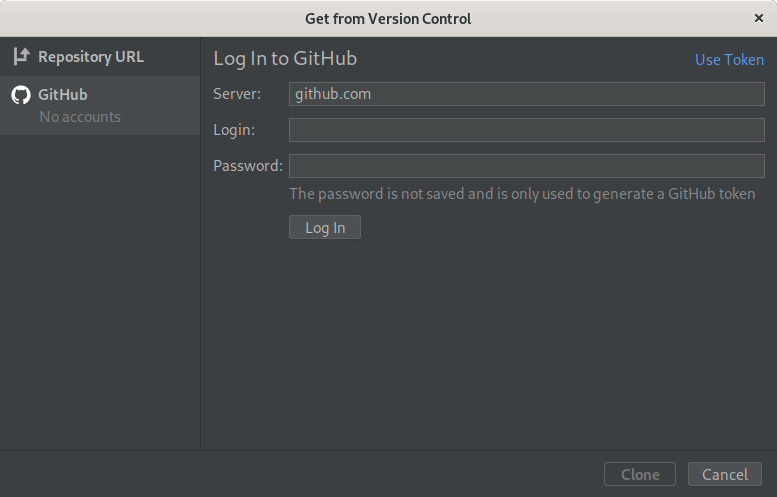 Get from Version Control
Repository URL
GitHub
No accounts
Log In to GitHub
Use Token
Server: github.com
Login:
Password:
The password is not saved and is only used to generate a GitHub token
Log In
Clone
Cancel